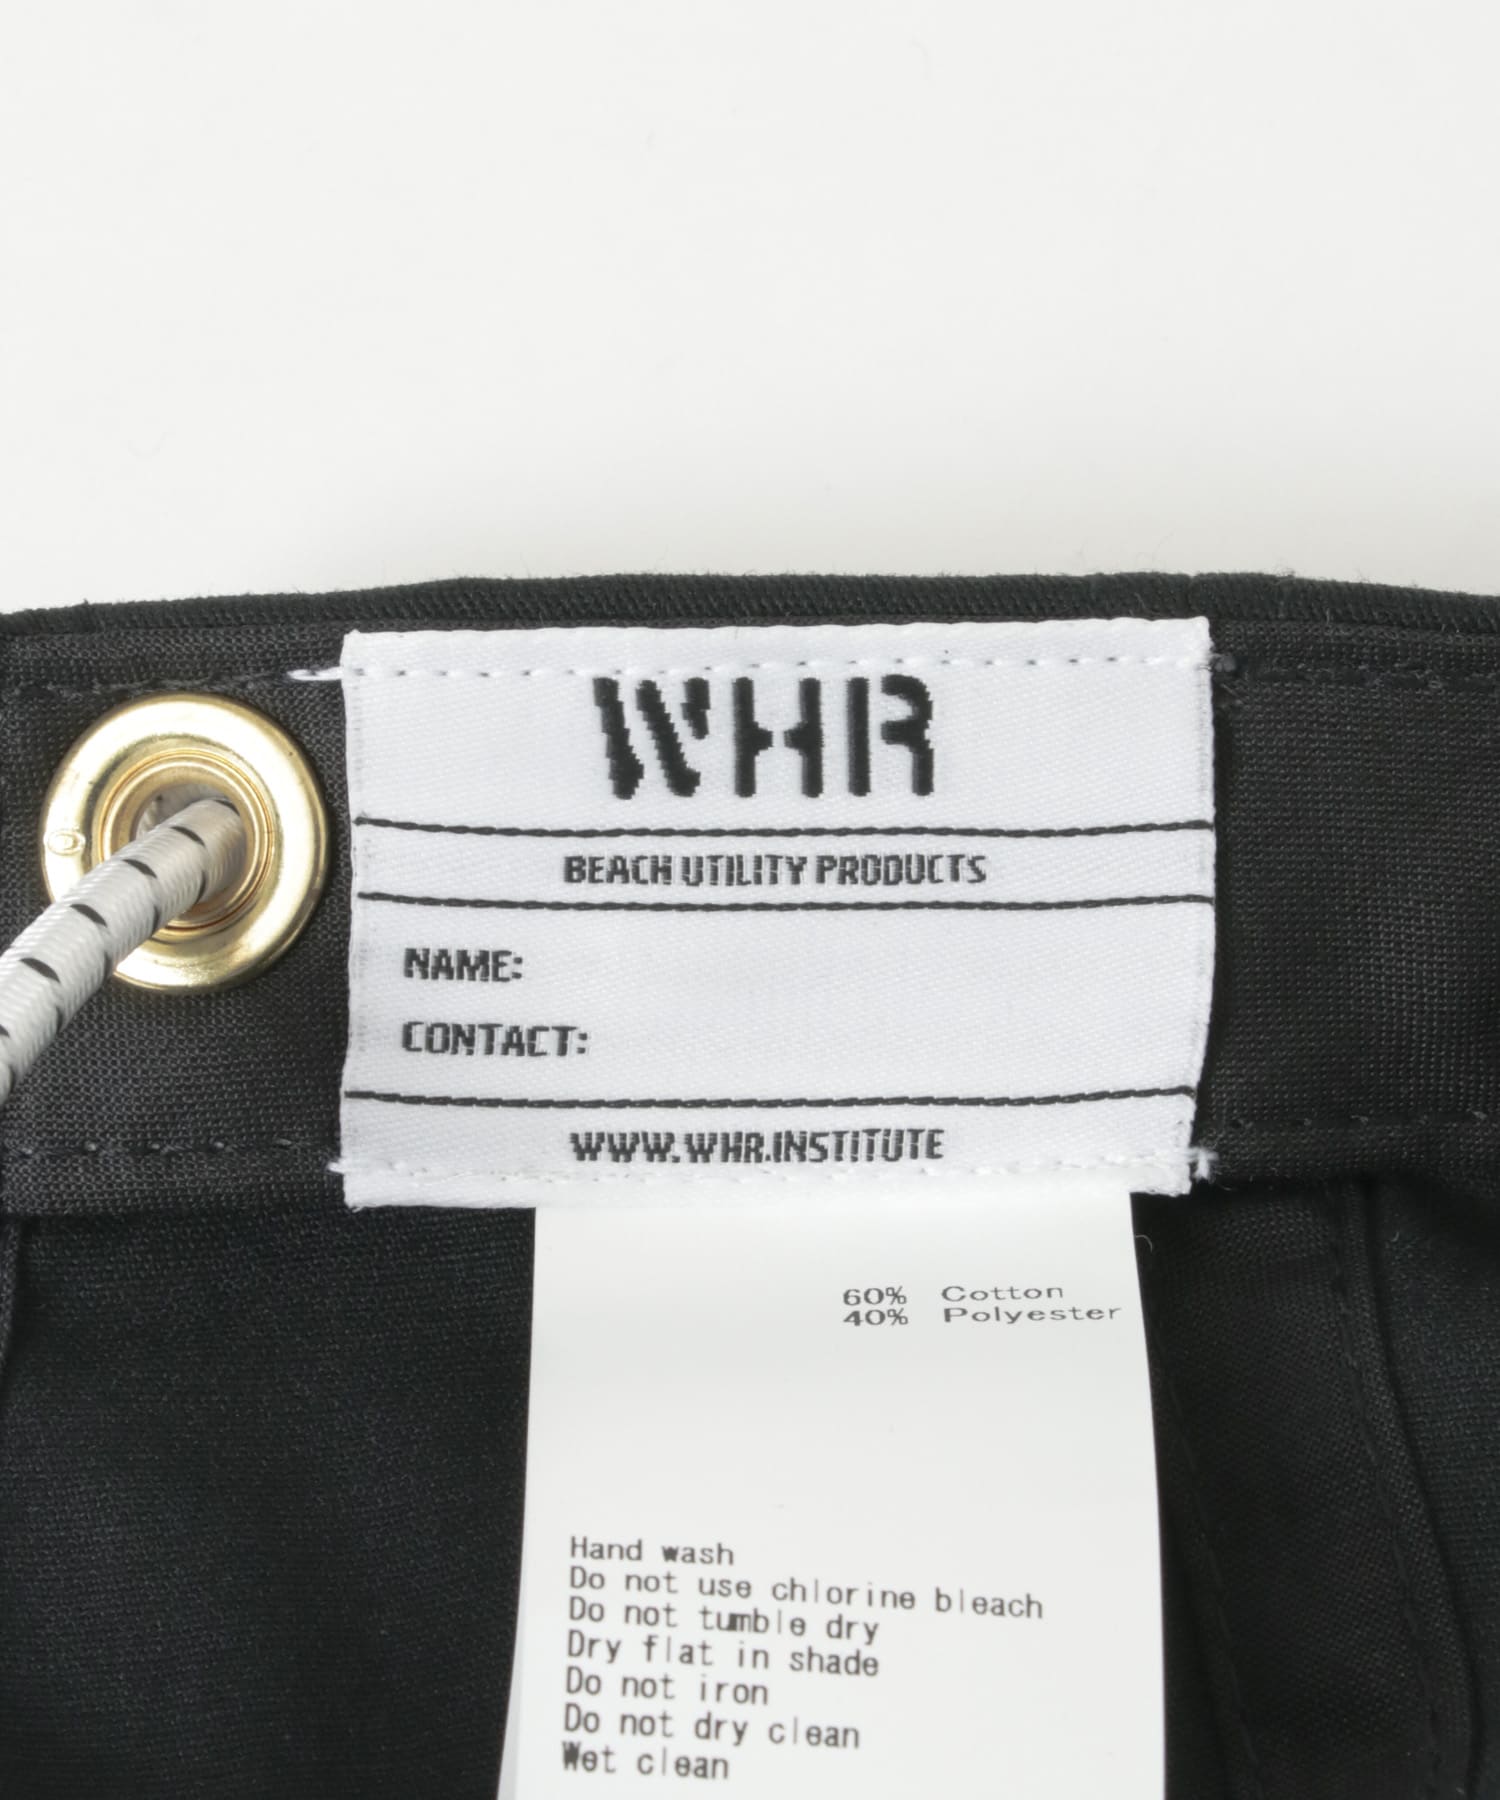 WHR
BEACH UTILITY PRODUCTS
NAME:
CONTACT:
WWW.WHR.INSTITUTE
60% Cotton
40% Polyester
Hand wash
Do not use chlorine bleach
Do not tumble dry
Dry flat in shade
Do not iron
Do not dry clean
Wet clean